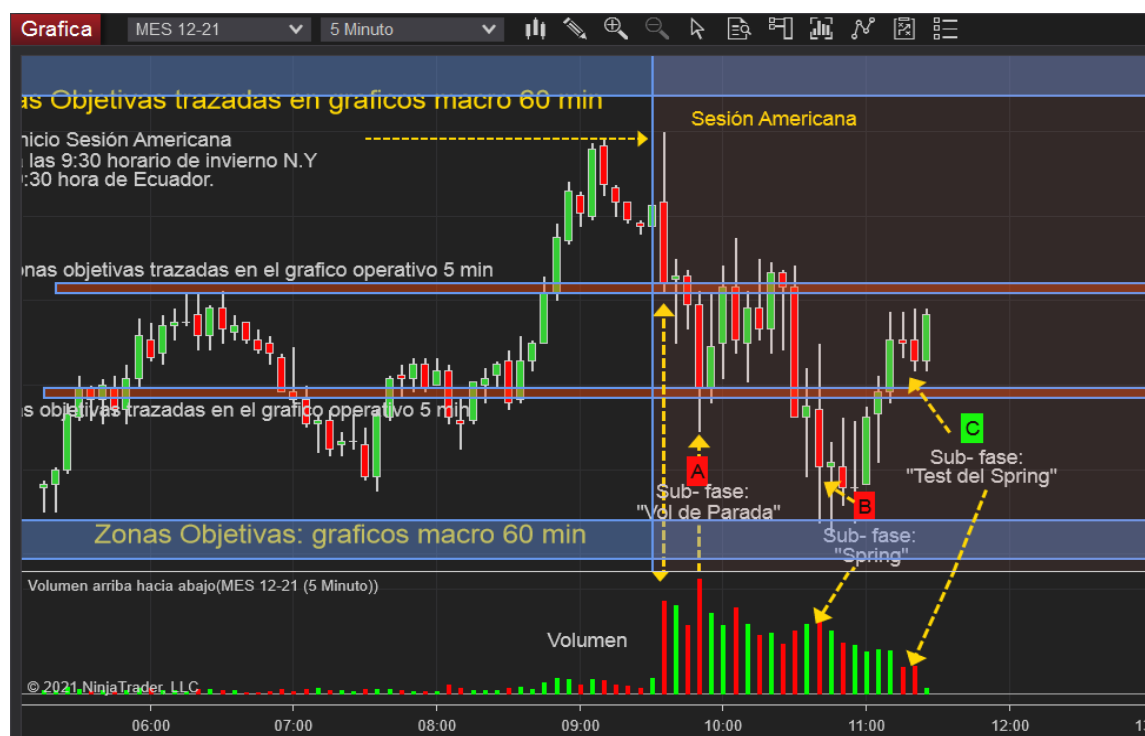 Grafica
MES 12-21
5 Minuto
as Objetivas trazadas en graficos macro 60 min
Sesión Americana
nicio Sesión Americana
las 9:30 horario de invierno N.Y
:30 hora de Ecuador.
onas objetivas trazadas en el grafico operativo 5 min
as objetivas trazadas en el grafico operativo 5 min
C
A
Sub- fase:
"Test del Spring"
Sub- fase:
"Vol de Parada"
B
Zonas Objetivas: graficos macro 60 min
Sub- fase:
"Spring"
Volumen arriba hacia abajo(MES 12-21 (5 Minuto))
Volumen
© 2021 NinjaTrader, LLC
06:00
07:00
08:00
09:00
10:00
11:00
12:00